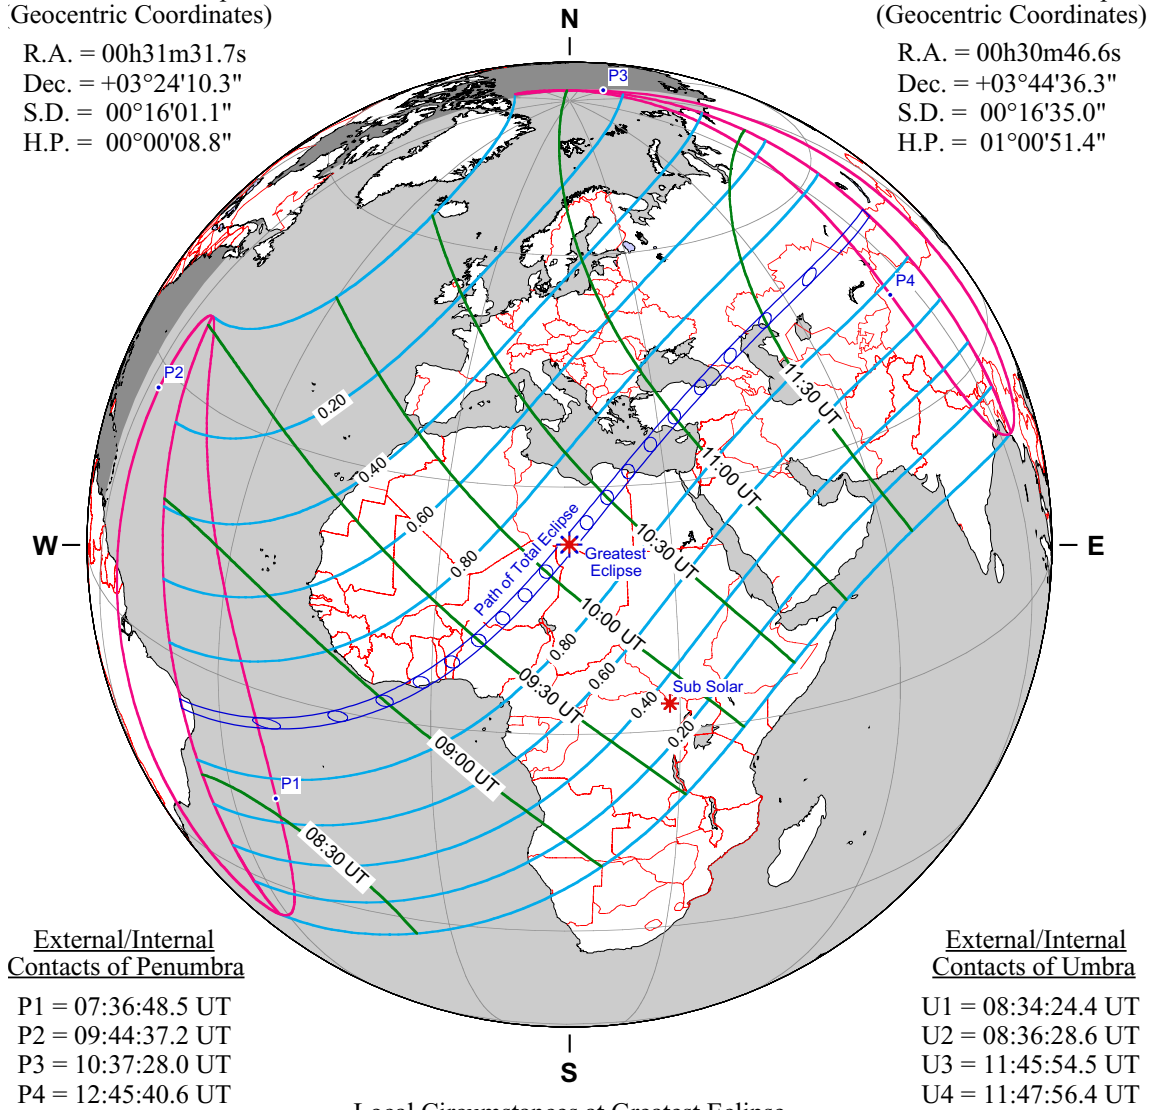 (Geocentric Coordinates)
R.A. = 00h31m31.7s
Dec. = +03°24'10.3"
S.D. = 00°16'01.1"
H.P. = 00°00'08.8"
(Geocentric Coordinates)
R.A. = 00h30m46.6s
Dec. = +03°44'36.3"
S.D. = 00°16'35.0"
H.P. = 01°00'51.4"
N
P3
P4
P2
0.20
11:30 UT
0.40
11:00 UT
0.60
Path of Total Eclipse
10:30 UT
W
E
Greatest
Eclipse
0.80
10:00 UT
0.80
0.60
09:30 UT
0.40
Sub Solar
0.20
09:00 UT
P1
08:30 UT
External/Internal
Contacts of Penumbra
P1 = 07:36:48.5 UT
P2 = 09:44:37.2 UT
P3 = 10:37:28.0 UT
P4 = 12:45:40.6 UT
S
External/Internal
Contacts of Umbra
U1 = 08:34:24.4 UT
U2 = 08:36:28.6 UT
U3 = 11:45:54.5 UT
U4 = 11:47:56.4 UT
Local Circumstances at Greatest Eclipse